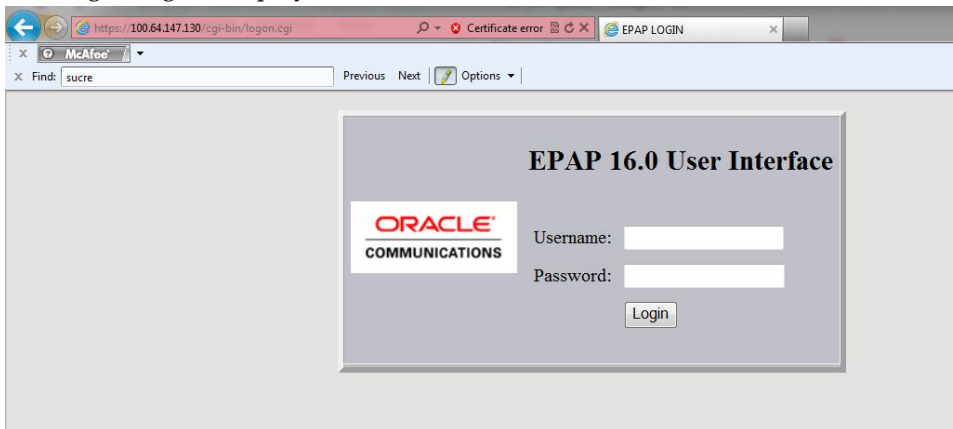 https://100.64.147.130/cgi-bin/logon.cgi Certificate error EPAP LOGIN
McAfee
Find: sucre Previous Next Options
EPAP 16.0 User Interface
ORACLE
COMMUNICATIONS
Username:
Password:
Login